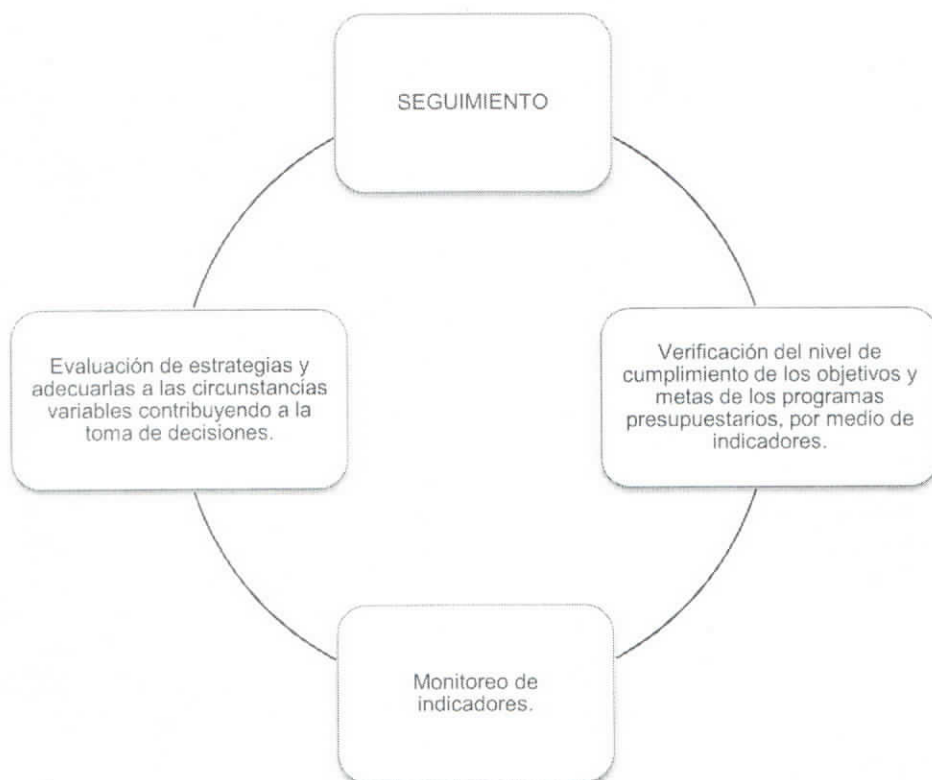 SEGUIMIENTO
Verificación del nivel de
cumplimiento de los objetivos y
metas de los programas
presupuestarios, por medio de
indicadores.
Monitoreo de
indicadores.
Evaluación de estrategias y
adecuarlas a las circunstancias
variables contribuyendo a la
toma de decisiones.